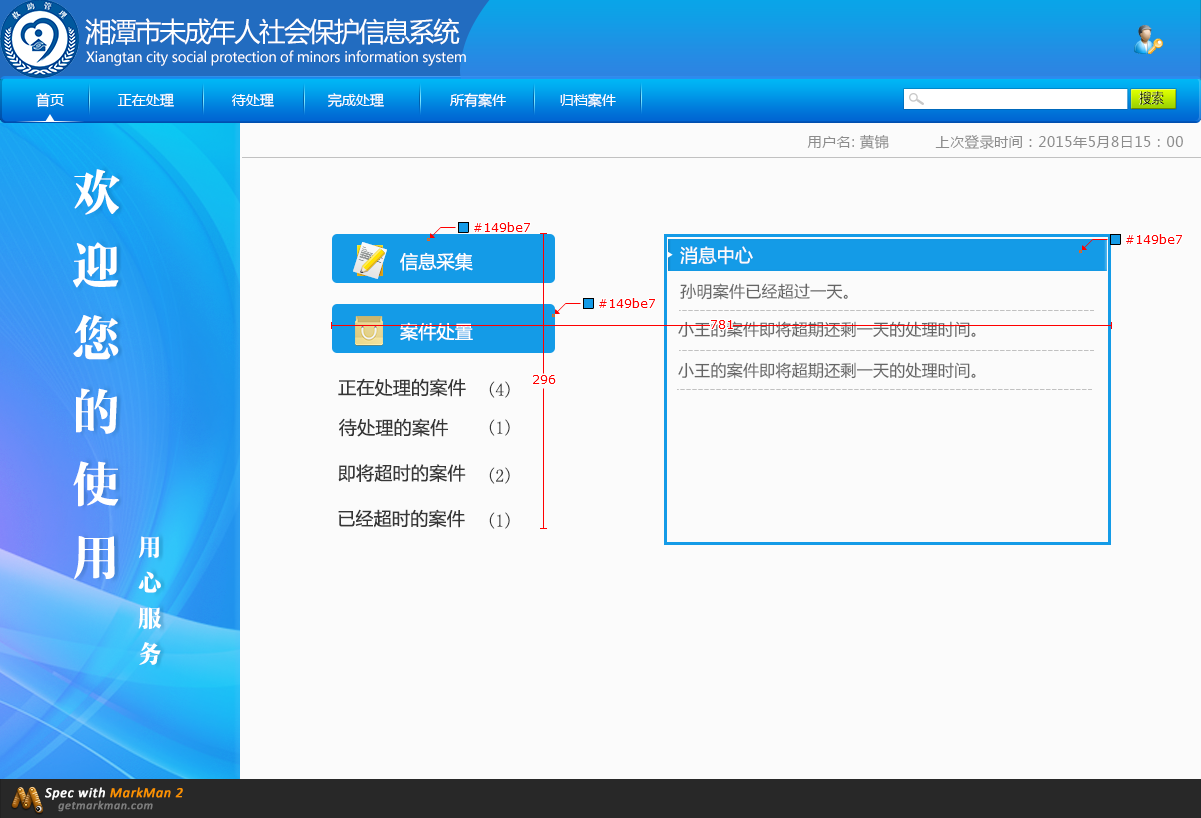 救助管理
湘潭市未成年人社会保护信息系统
Xiangtan city social protection of minors information system
首页 正在处理 待处理 完成处理 所有案件 归档案件 搜索
用户名: 黄锦 上次登录时间：2015年5月8日15：00
欢迎您的使用
用心服务
#149be7
信息采集
#149be7
案件处置
781
296
正在处理的案件 （4）
待处理的案件 （1）
即将超时的案件 （2）
已经超时的案件 （1）
#149be7
消息中心
孙明案件已经超过一天。
小王的案件即将超期还剩一天的处理时间。
小王的案件即将超期还剩一天的处理时间。
Spec with MarkMan 2
getmarkman.com